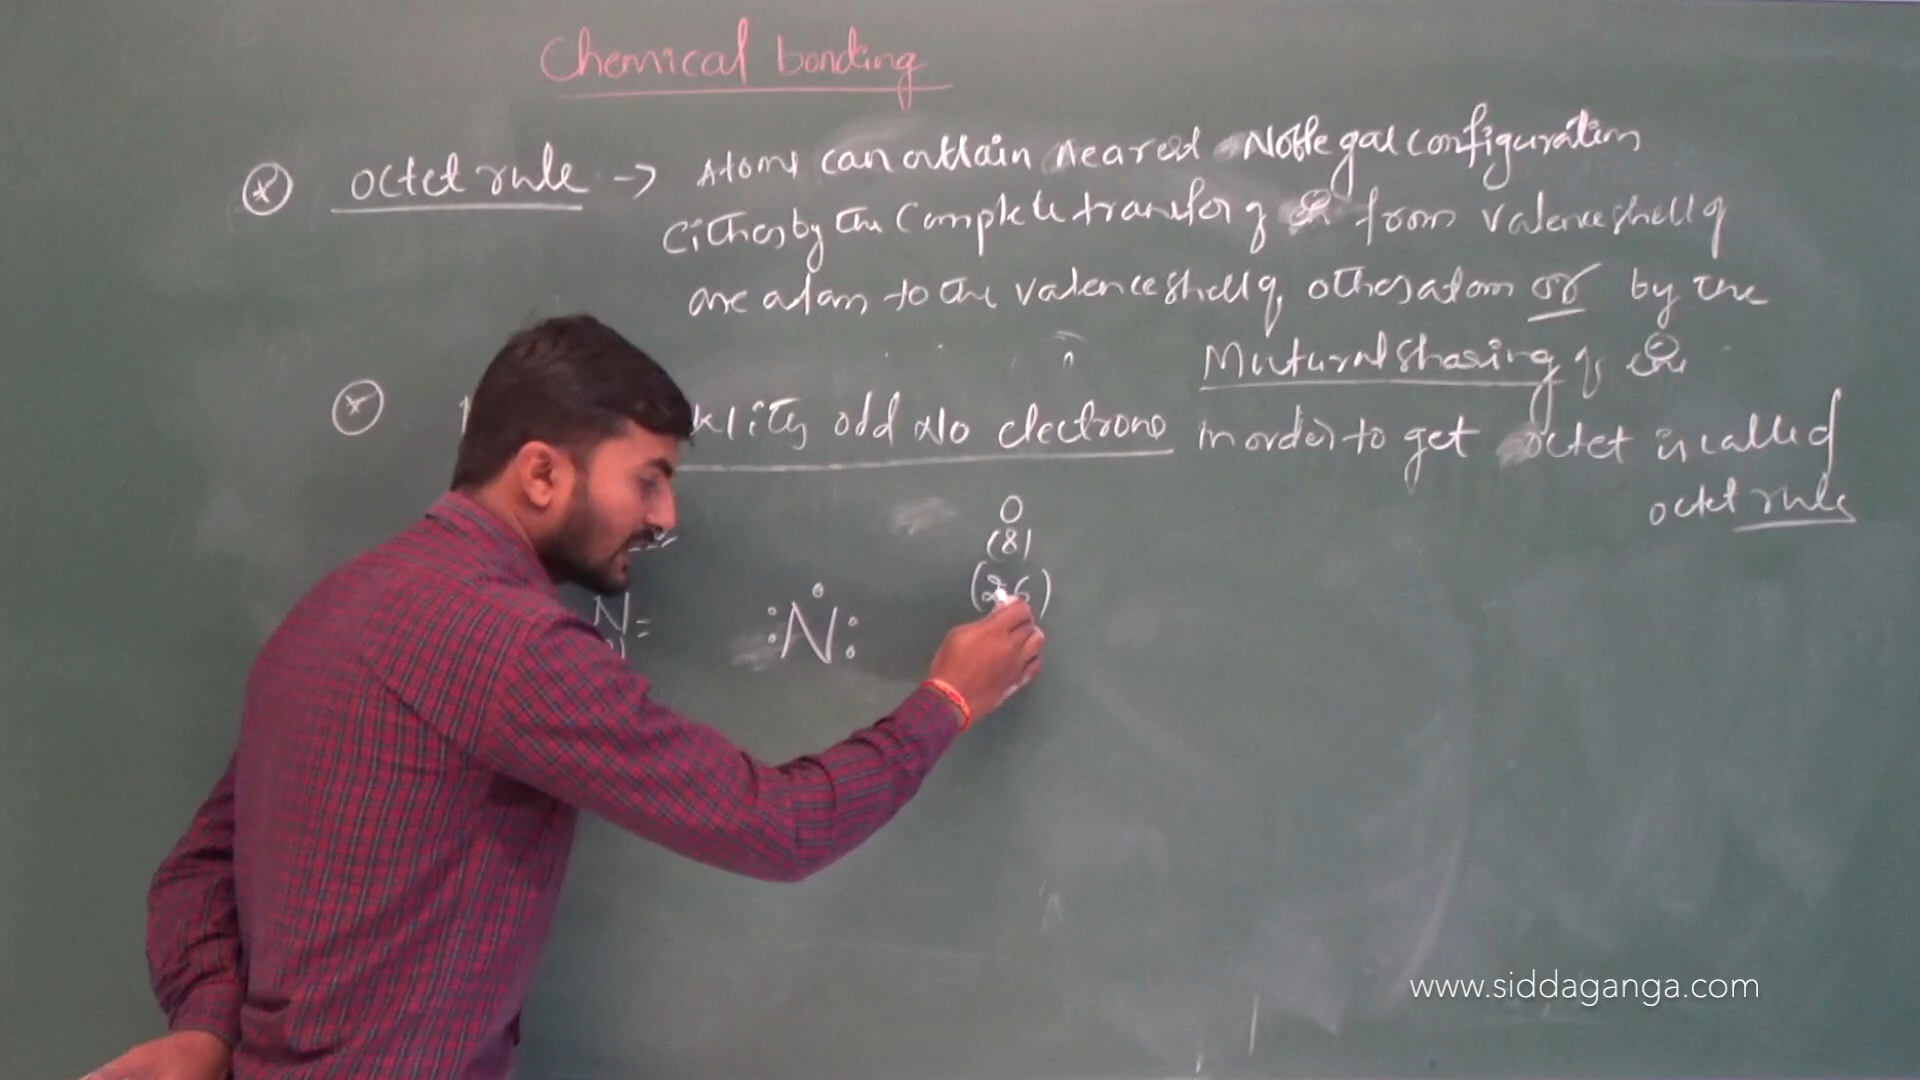 Chemical bonding
octet rule → Atoms can attain neared Noble gas configuration
either by the complete transfer of from valence shell of
one atom to the valence shell of other atom or by the
Mutural sharing of
odd No electrons in order to get octet is called
octet rule
O
(8)
(2 6)
N =
N
www.siddaganga.com